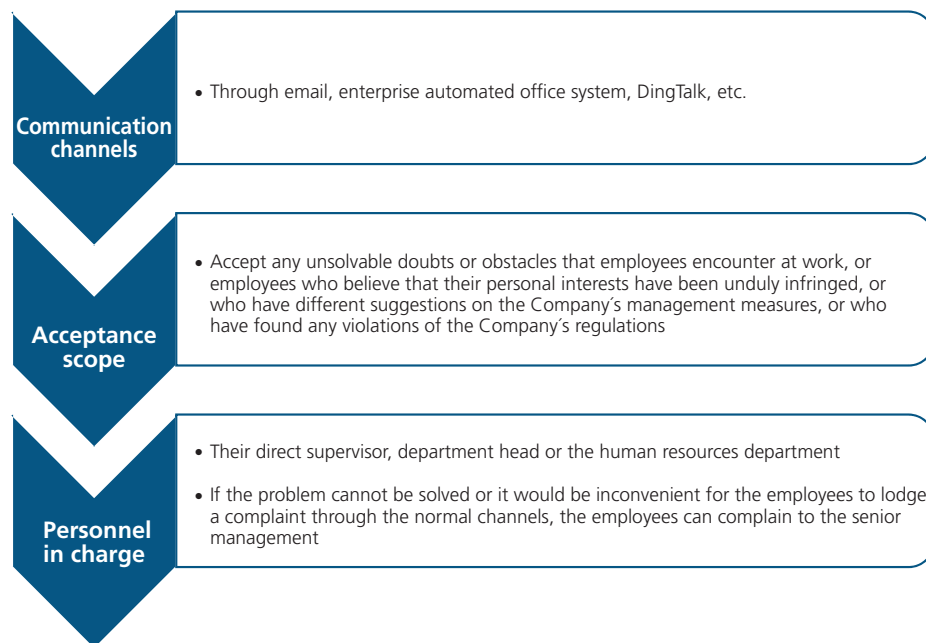 Communication
channels
• Through email, enterprise automated office system, DingTalk, etc.
Acceptance
scope
• Accept any unsolvable doubts or obstacles that employees encounter at work, or
employees who believe that their personal interests have been unduly infringed, or
who have different suggestions on the Company´s management measures, or who
have found any violations of the Company´s regulations
Personnel
in charge
• Their direct supervisor, department head or the human resources department
• If the problem cannot be solved or it would be inconvenient for the employees to lodge
a complaint through the normal channels, the employees can complain to the senior
management